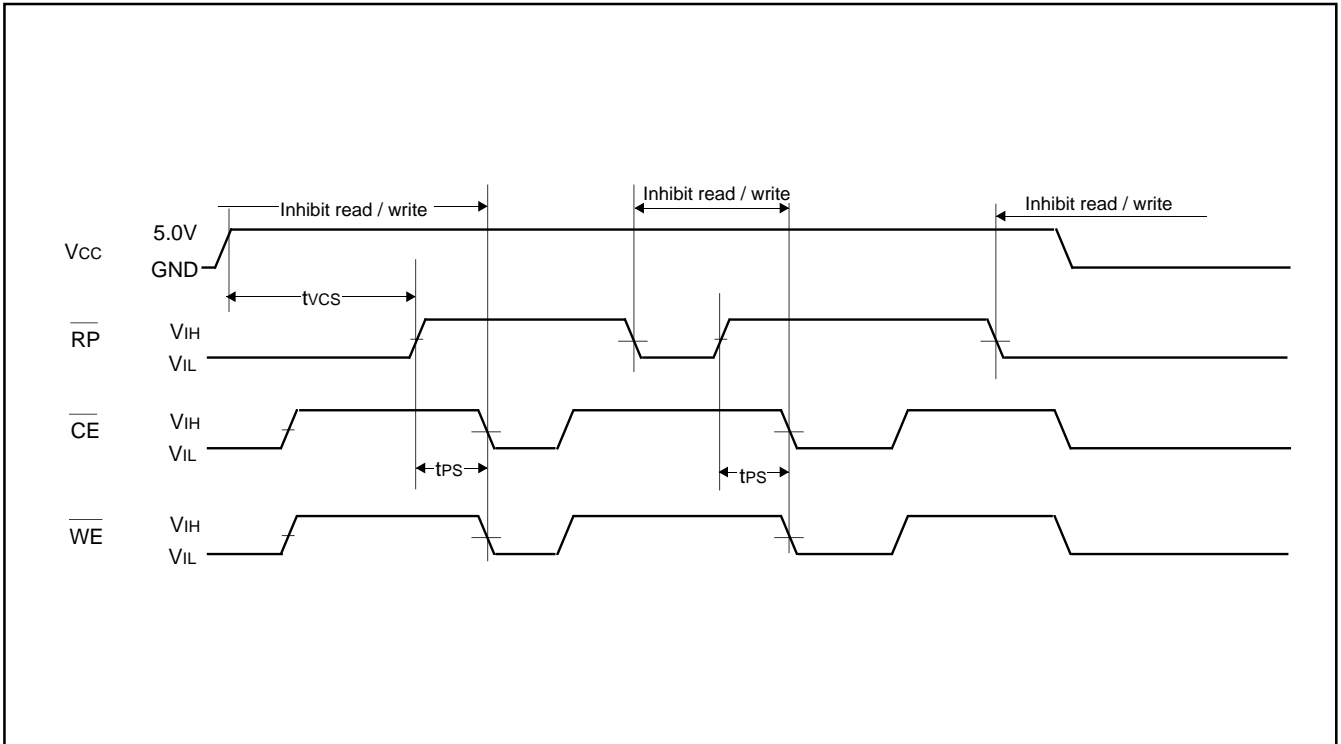 Inhibit read / write
Inhibit read / write
Inhibit read / write
VCC
5.0V
GND
tVCS
RP
VIH
VIL
CE
VIH
VIL
tPS
tPS
WE
VIH
VIL